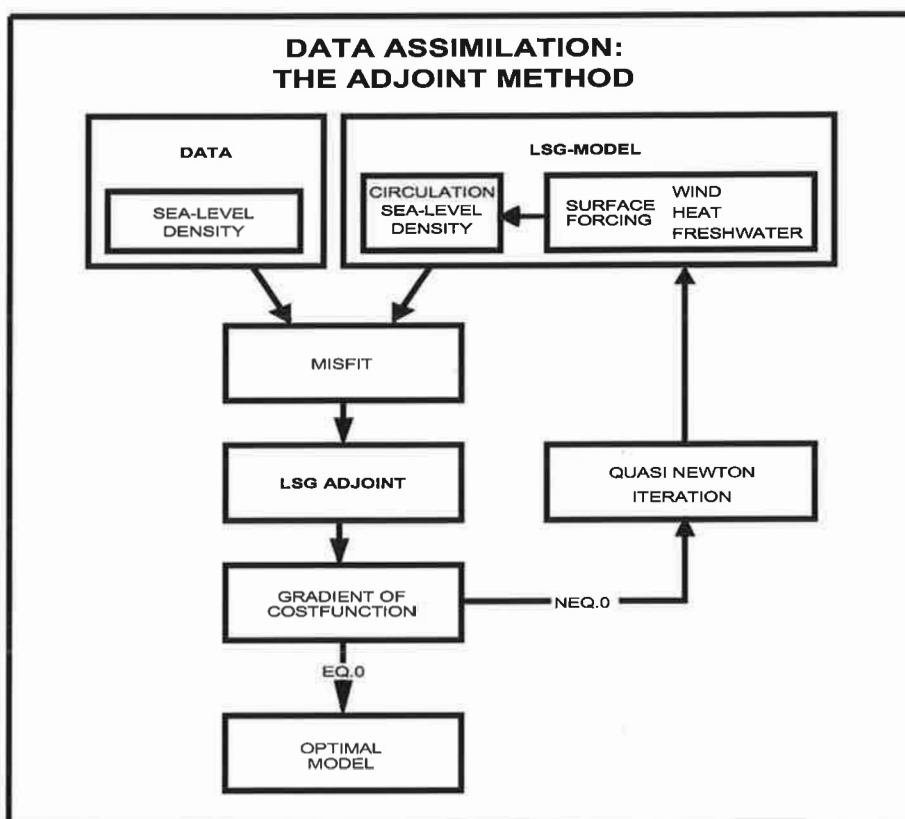 DATA ASSIMILATION:
THE ADJOINT METHOD
DATA
SEA-LEVEL
DENSITY
LSG-MODEL
CIRCULATION
SEA-LEVEL
DENSITY
SURFACE
FORCING
WIND
HEAT
FRESHWATER
MISFIT
LSG ADJOINT
QUASI NEWTON
ITERATION
GRADIENT OF
COSTFUNCTION
NEQ.0
EQ.0
OPTIMAL
MODEL